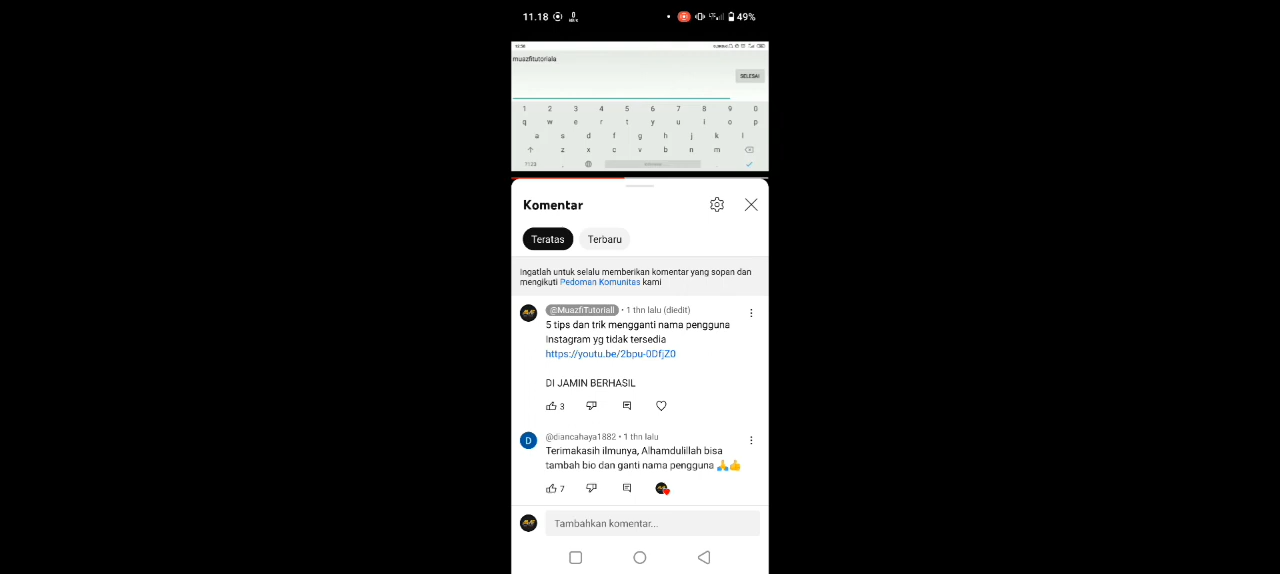 11.18
49%
muazfitutoriala
SELESAI
1 2 3 4 5 6 7 8 9 0
q w e r t y u i o p
a s d f g h j k l
z x c v b n m
?123 ,
Komentar
Teratas Terbaru
Ingatlah untuk selalu memberikan komentar yang sopan dan
mengikuti Pedoman Komunitas kami
@MuazfiTutoriall • 1 thn lalu (diedit)
5 tips dan trik mengganti nama pengguna
Instagram yg tidak tersedia
https://youtu.be/2bpu-0DfjZ0
DI JAMIN BERHASIL
3
D @diancahaya1882 • 1 thn lalu
Terimakasih ilmunya, Alhamdulillah bisa
tambah bio dan ganti nama pengguna 🙏👍
7
Tambahkan komentar...